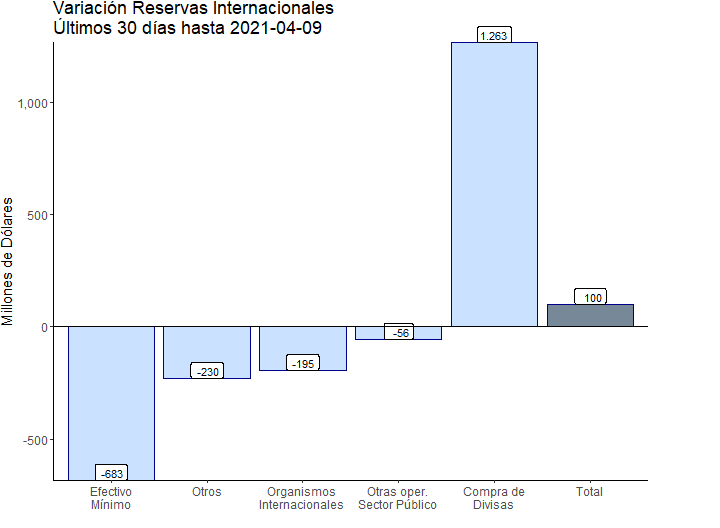 Variación Reservas Internacionales
Últimos 30 días hasta 2021-04-09
Millones de Dólares
1,000
500
0
-500
-683
-230
-195
-56
1.263
100
Efectivo
Mínimo
Otros
Organismos
Internacionales
Otras oper.
Sector Público
Compra de
Divisas
Total